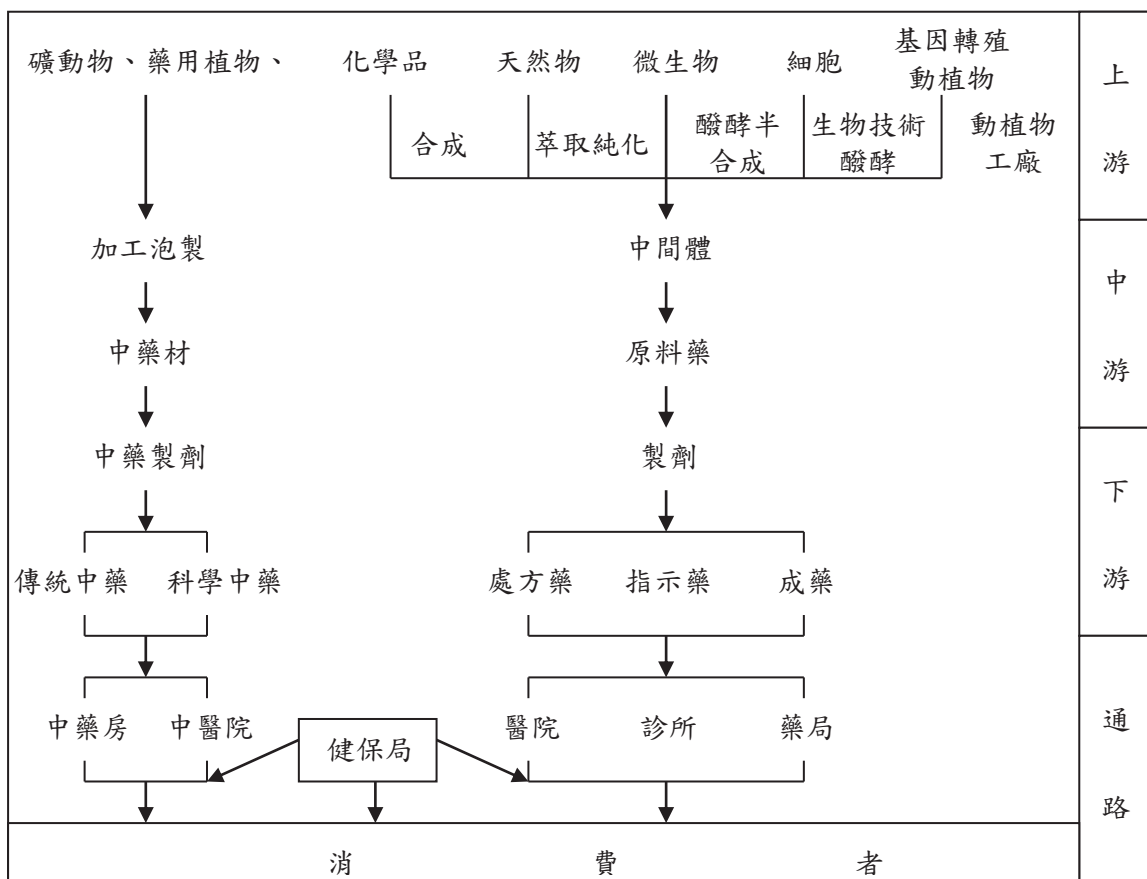 礦動物、藥用植物、 化學品 天然物 微生物 細胞 基因轉殖
動植物
合成 萃取純化 醱酵半
合成 生物技術
醱酵 動植物
工廠
上
游
加工泡製 中間體
中藥材 原料藥
中
游
中藥製劑 製劑
傳統中藥 科學中藥 處方藥 指示藥 成藥
下
游
中藥房 中醫院 健保局 醫院 診所 藥局
通
路
消 費 者